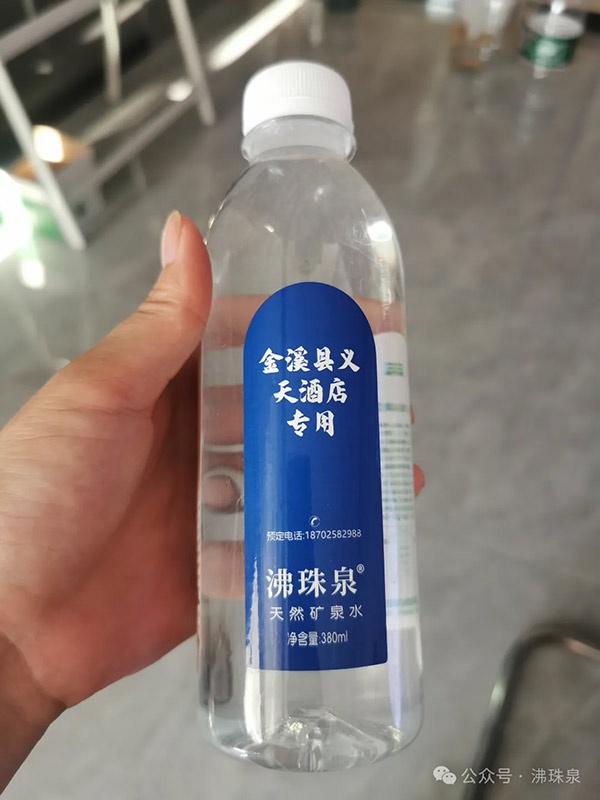 金溪县义
天酒店
专用
预定电话:18702582988
沸珠泉®
天然矿泉水
净含量:380ml
公众号·沸珠泉